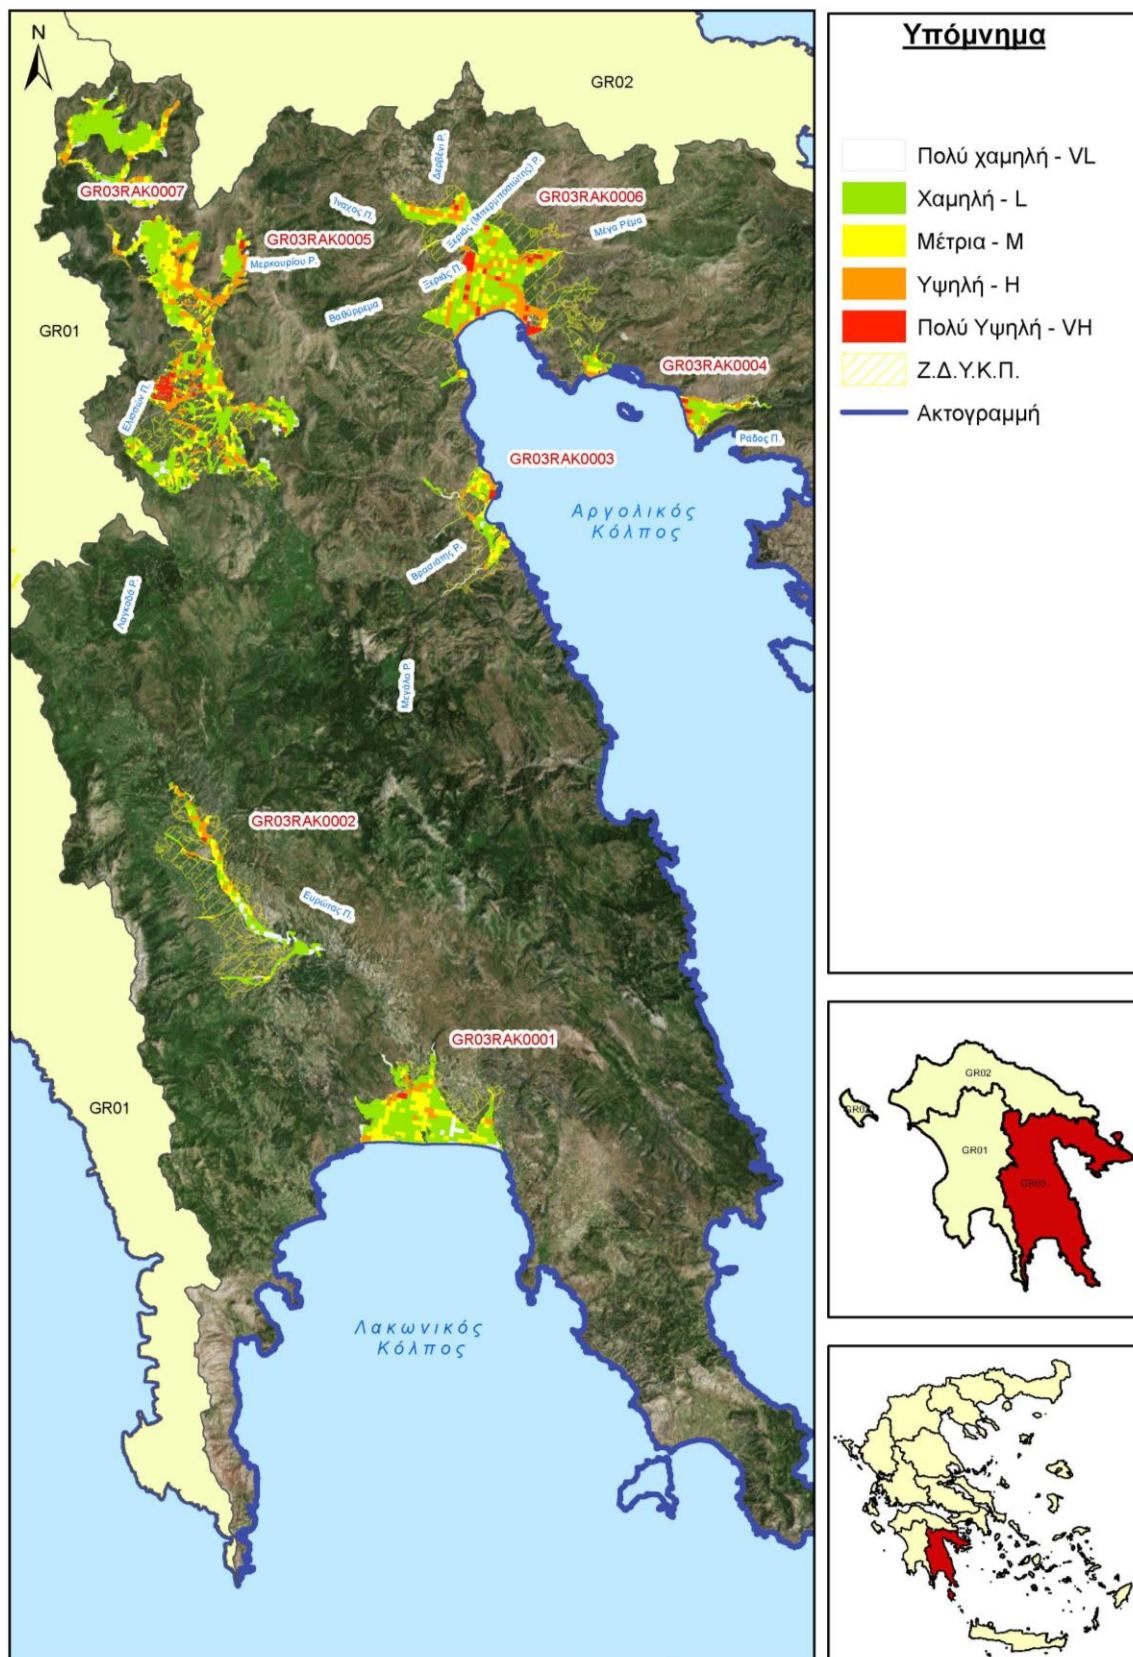 N
GR02
GR03RAK0007
Δερβένι Ρ.
Ξεριάς (Μπερμπατιώτης) Ρ.
GR03RAK0006
Ίναχος Π.
Μέγα Ρέμα
GR03RAK0005
Μερκουρίου Ρ.
Ξεριάς Π.
Βαθύρρεμα
GR01
GR03RAK0004
Ελισσών Π.
Ράδος Π.
GR03RAK0003
Αργολικός
Κόλπος
Βρασιάτης Ρ.
Λαγκαδά Ρ.
Μεγάλο Ρ.
GR03RAK0002
Ευρώτας Π.
GR03RAK0001
GR01
Λακωνικός
Κόλπος
Υπόμνημα
Πολύ χαμηλή - VL
Χαμηλή - L
Μέτρια - M
Υψηλή - H
Πολύ Υψηλή - VH
Ζ.Δ.Υ.Κ.Π.
Ακτογραμμή
GR02
GR02
GR01
GR03